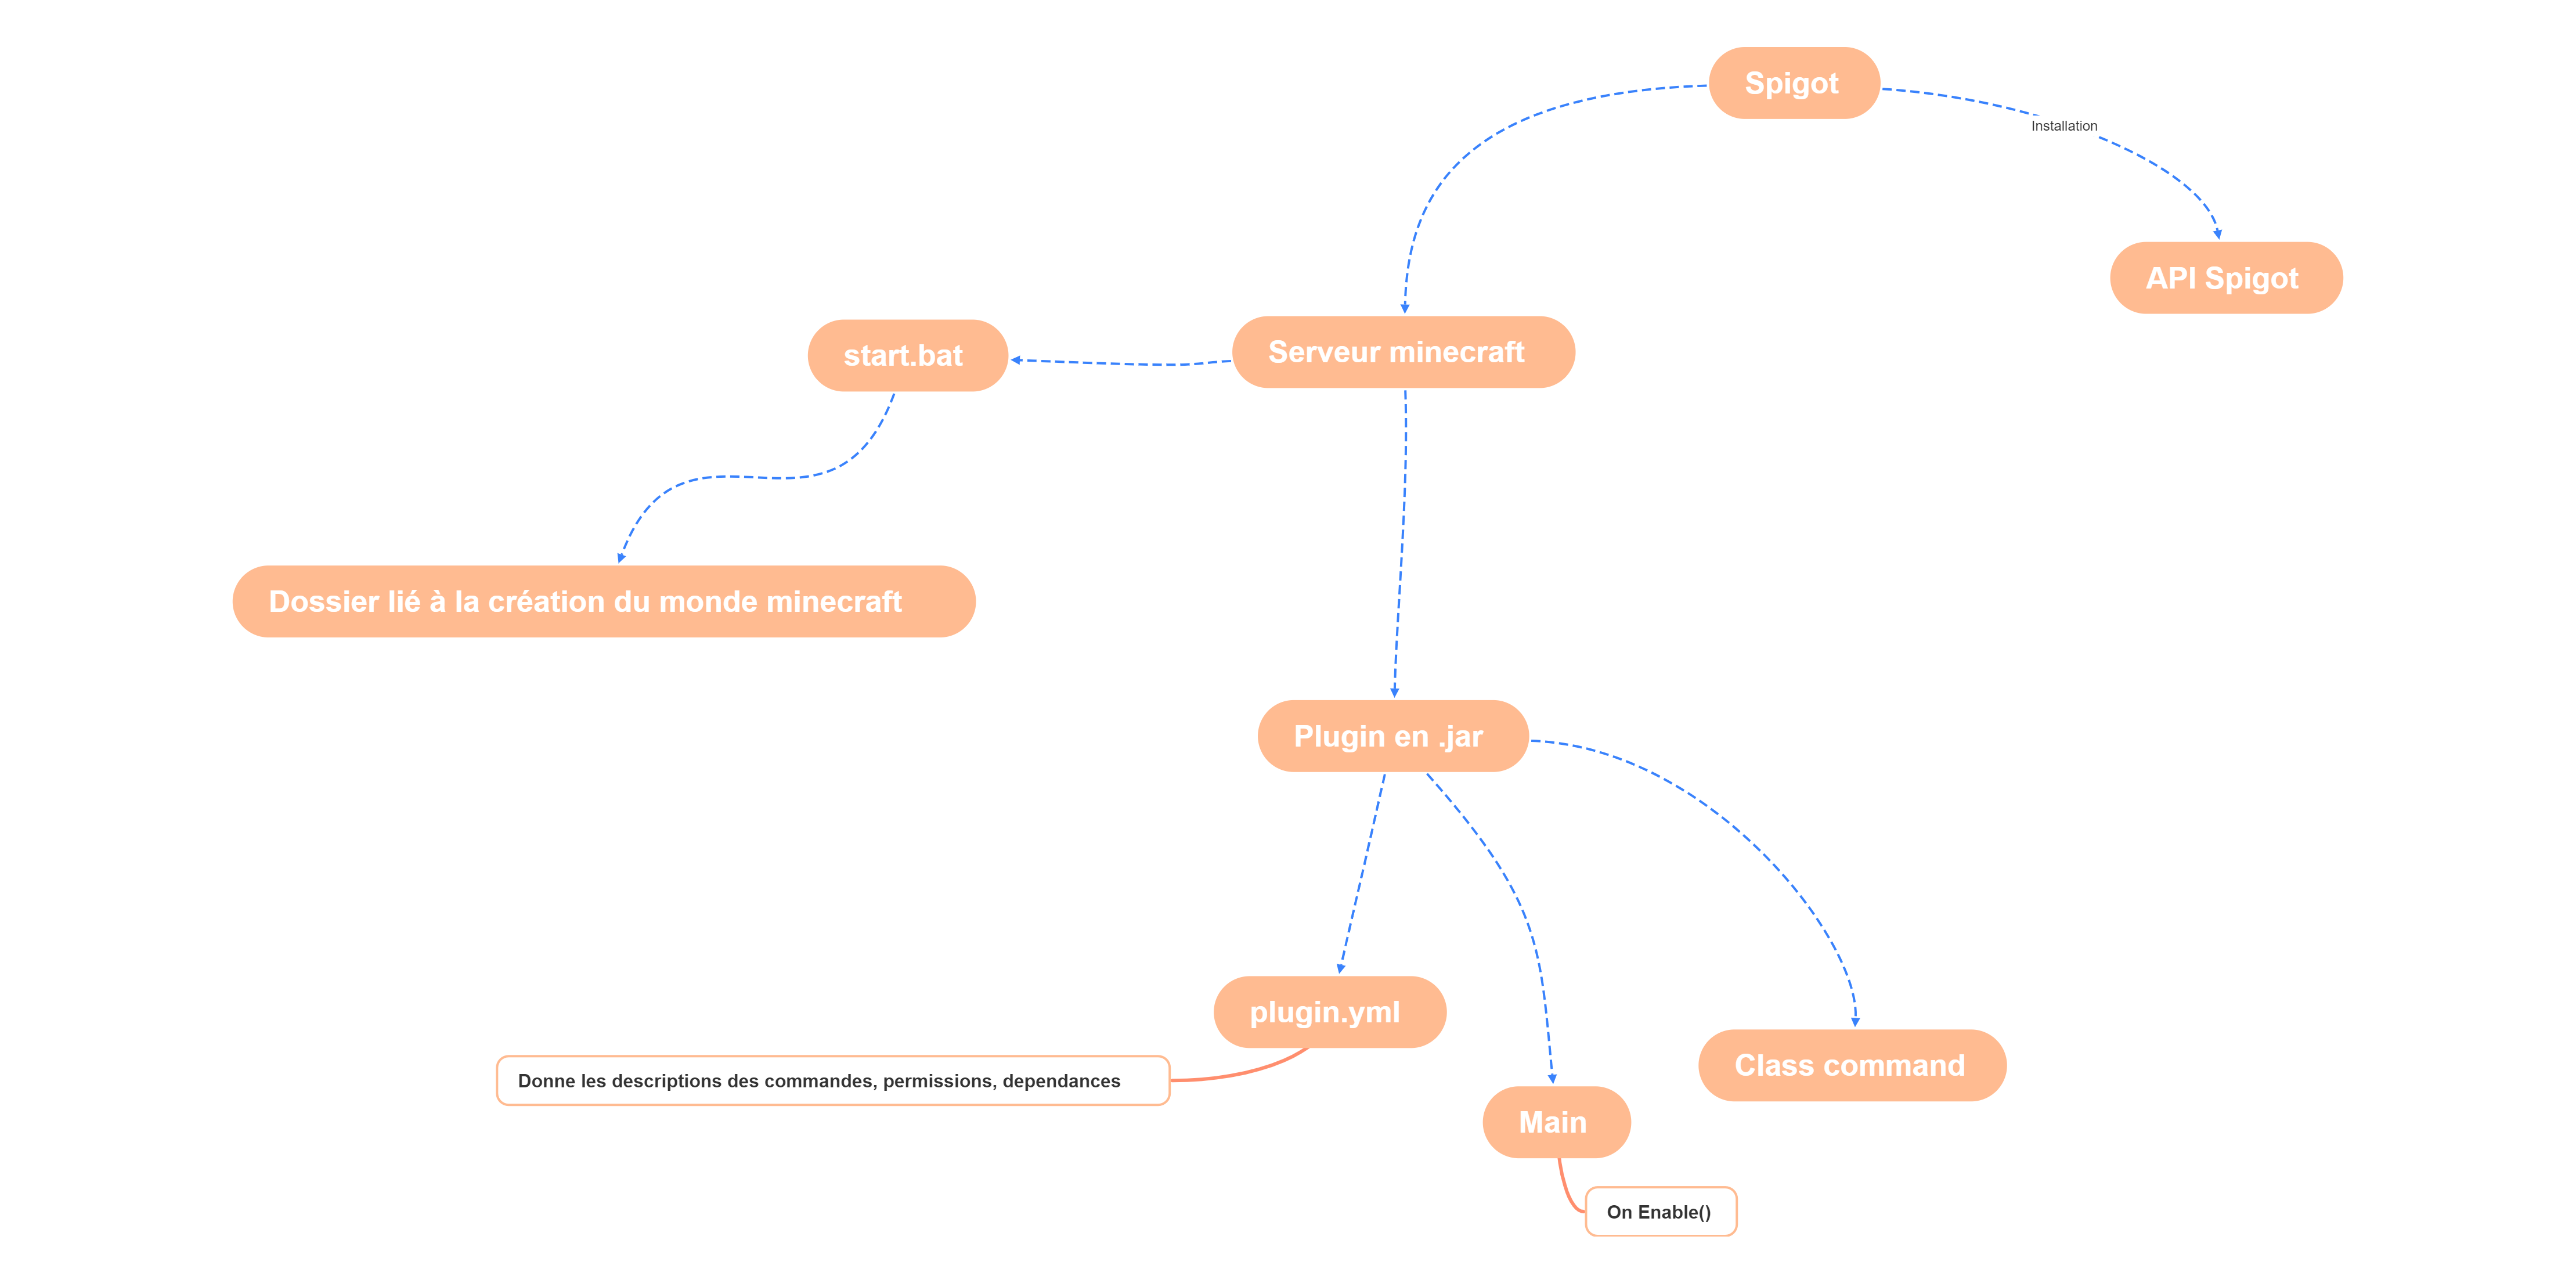 Spigot
Installation
API Spigot
Serveur minecraft
start.bat
Dossier lié à la création du monde minecraft
Plugin en .jar
plugin.yml
Class command
Donne les descriptions des commandes, permissions, dependances
Main
On Enable()